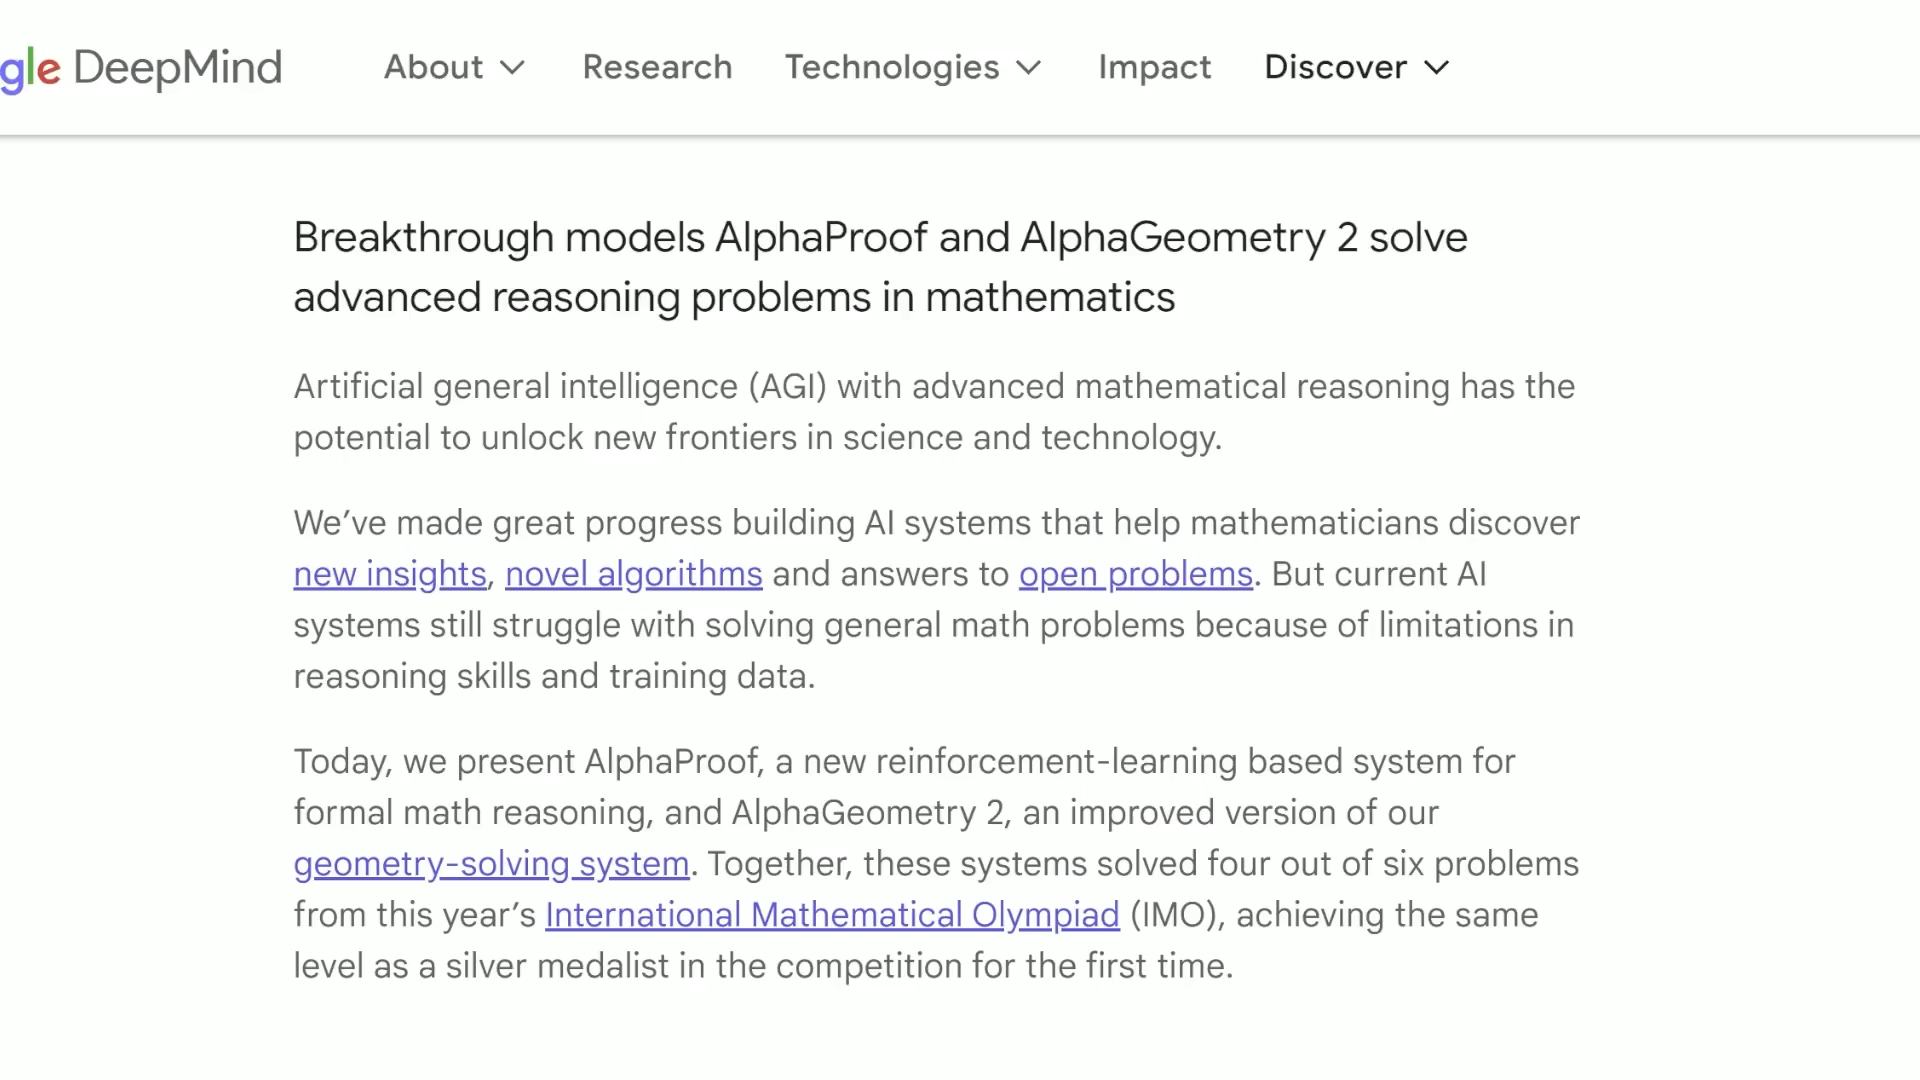 gle DeepMind About Research Technologies Impact Discover
Breakthrough models AlphaProof and AlphaGeometry 2 solve
advanced reasoning problems in mathematics
Artificial general intelligence (AGI) with advanced mathematical reasoning has the
potential to unlock new frontiers in science and technology.
We’ve made great progress building AI systems that help mathematicians discover
new insights, novel algorithms and answers to open problems. But current AI
systems still struggle with solving general math problems because of limitations in
reasoning skills and training data.
Today, we present AlphaProof, a new reinforcement-learning based system for
formal math reasoning, and AlphaGeometry 2, an improved version of our
geometry-solving system. Together, these systems solved four out of six problems
from this year’s International Mathematical Olympiad (IMO), achieving the same
level as a silver medalist in the competition for the first time.